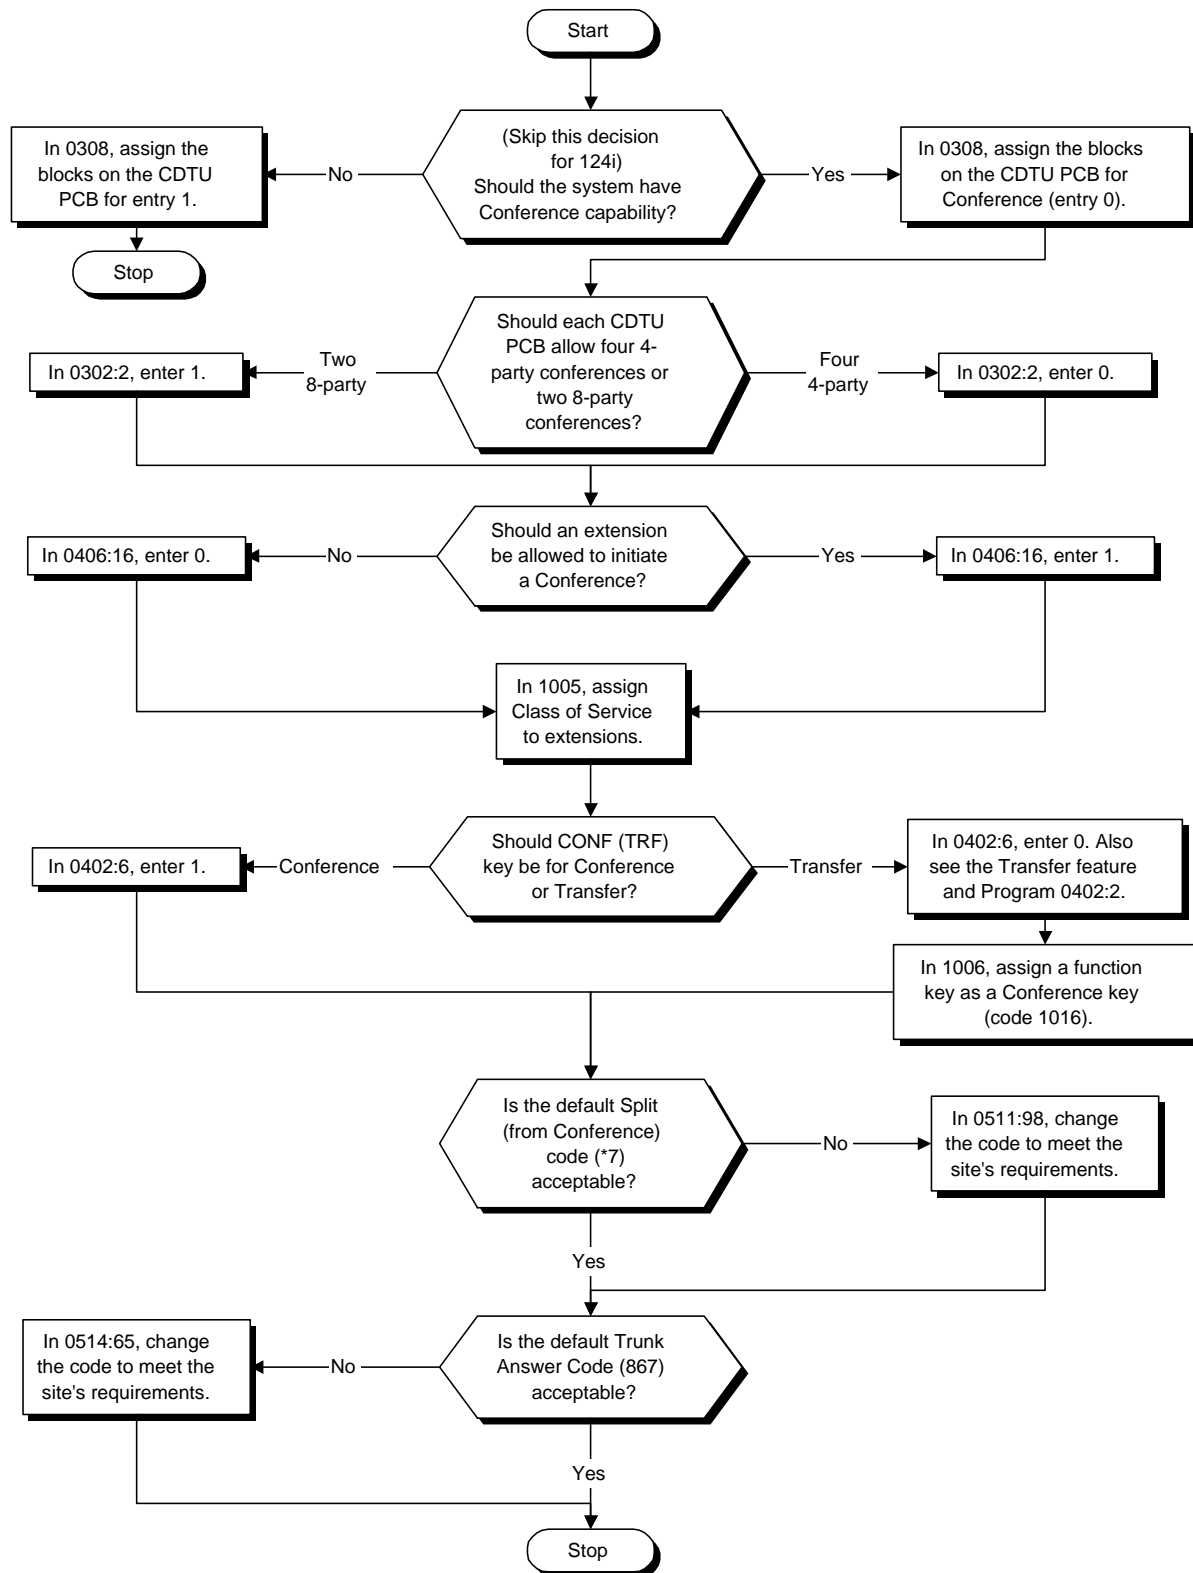 Start
(Skip this decision
for 124i)
Should the system have
Conference capability?
No
Yes
In 0308, assign the
blocks on the CDTU
PCB for entry 1.
In 0308, assign the blocks
on the CDTU PCB for
Conference (entry 0).
Stop
Should each CDTU
PCB allow four 4-
party conferences or
two 8-party
conferences?
Two
8-party
Four
4-party
In 0302:2, enter 1.
In 0302:2, enter 0.
Should an extension
be allowed to initiate
a Conference?
No
Yes
In 0406:16, enter 0.
In 0406:16, enter 1.
In 1005, assign
Class of Service
to extensions.
Should CONF (TRF)
key be for Conference
or Transfer?
Conference
Transfer
In 0402:6, enter 1.
In 0402:6, enter 0. Also
see the Transfer feature
and Program 0402:2.
In 1006, assign a function
key as a Conference key
(code 1016).
Is the default Split
(from Conference)
code (*7)
acceptable?
No
In 0511:98, change
the code to meet the
site's requirements.
Yes
Is the default Trunk
Answer Code (867)
acceptable?
No
In 0514:65, change
the code to meet the
site's requirements.
Yes
Stop